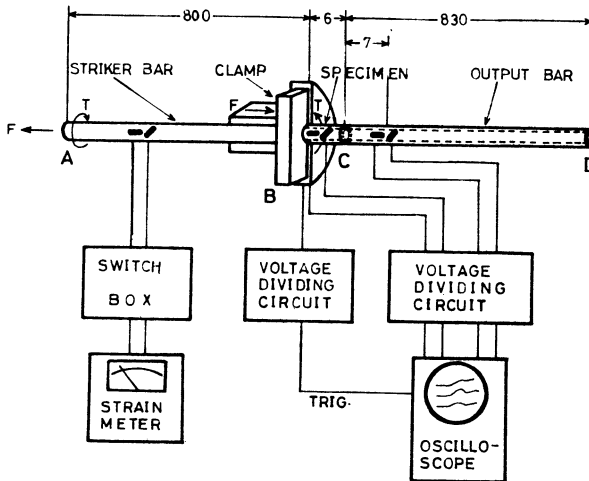 800
6
830
7
STRIKER BAR
CLAMP
SPECIMEN
OUTPUT BAR
F
T
F
T
A
B
C
D
SWITCH
BOX
VOLTAGE
DIVIDING
CIRCUIT
VOLTAGE
DIVIDING
CIRCUIT
STRAIN
METER
TRIG.
OSCILLO-
SCOPE